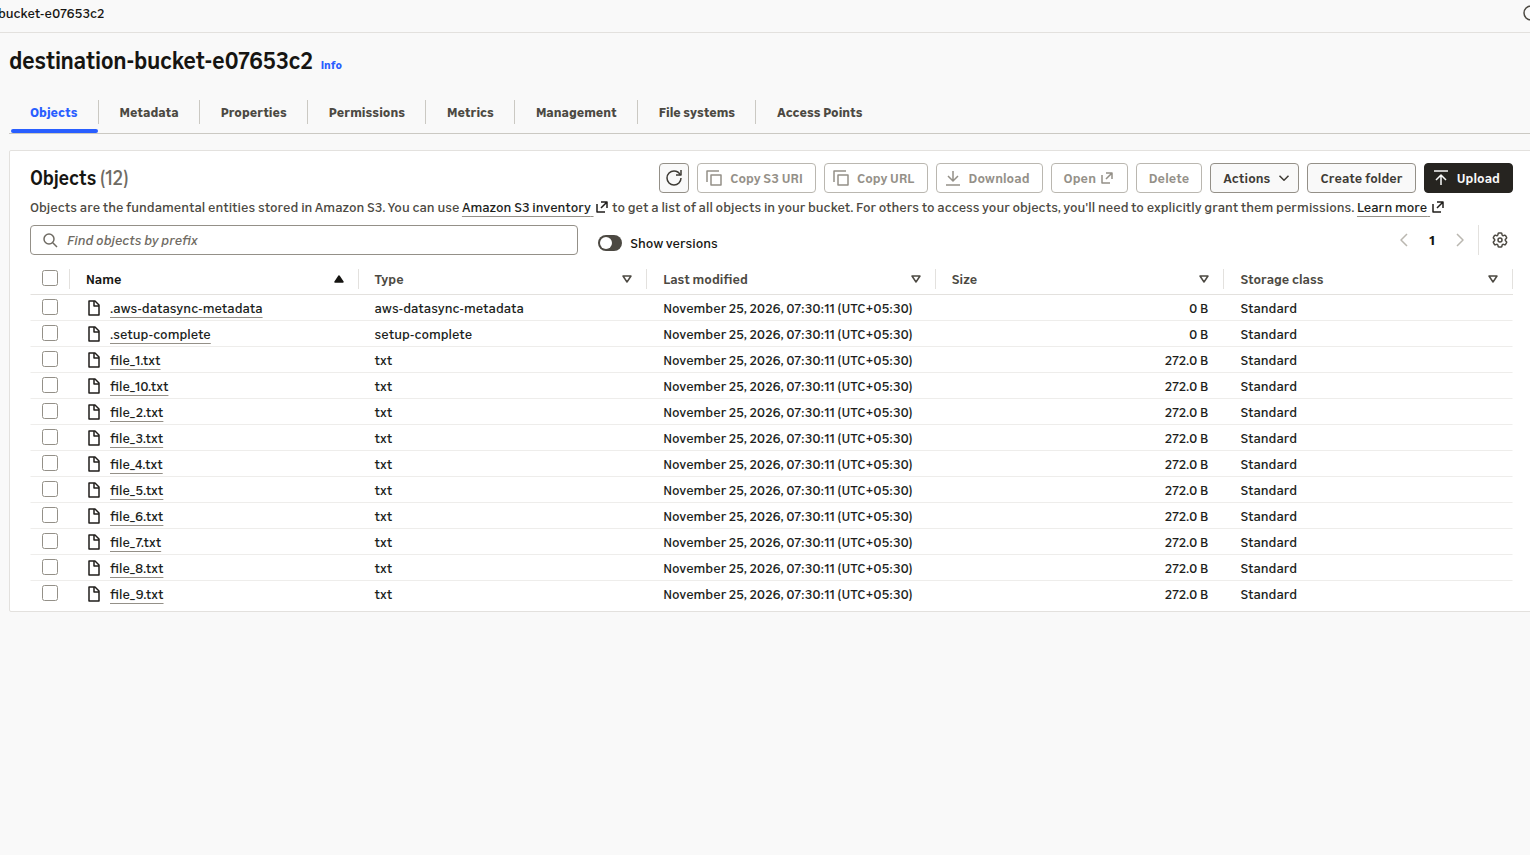 bucket-e07653c2
destination-bucket-e07653c2 Info
Objects Metadata Properties Permissions Metrics Management File systems Access Points
Objects (12) Copy S3 URI Copy URL Download Open Delete Actions Create folder Upload
Objects are the fundamental entities stored in Amazon S3. You can use Amazon S3 inventory to get a list of all objects in your bucket. For others to access your objects, you'll need to explicitly grant them permissions. Learn more
Find objects by prefix Show versions 1
Name Type Last modified Size Storage class
.aws-datasync-metadata aws-datasync-metadata November 25, 2026, 07:30:11 (UTC+05:30) 0 B Standard
.setup-complete setup-complete November 25, 2026, 07:30:11 (UTC+05:30) 0 B Standard
file_1.txt txt November 25, 2026, 07:30:11 (UTC+05:30) 272.0 B Standard
file_10.txt txt November 25, 2026, 07:30:11 (UTC+05:30) 272.0 B Standard
file_2.txt txt November 25, 2026, 07:30:11 (UTC+05:30) 272.0 B Standard
file_3.txt txt November 25, 2026, 07:30:11 (UTC+05:30) 272.0 B Standard
file_4.txt txt November 25, 2026, 07:30:11 (UTC+05:30) 272.0 B Standard
file_5.txt txt November 25, 2026, 07:30:11 (UTC+05:30) 272.0 B Standard
file_6.txt txt November 25, 2026, 07:30:11 (UTC+05:30) 272.0 B Standard
file_7.txt txt November 25, 2026, 07:30:11 (UTC+05:30) 272.0 B Standard
file_8.txt txt November 25, 2026, 07:30:11 (UTC+05:30) 272.0 B Standard
file_9.txt txt November 25, 2026, 07:30:11 (UTC+05:30) 272.0 B Standard